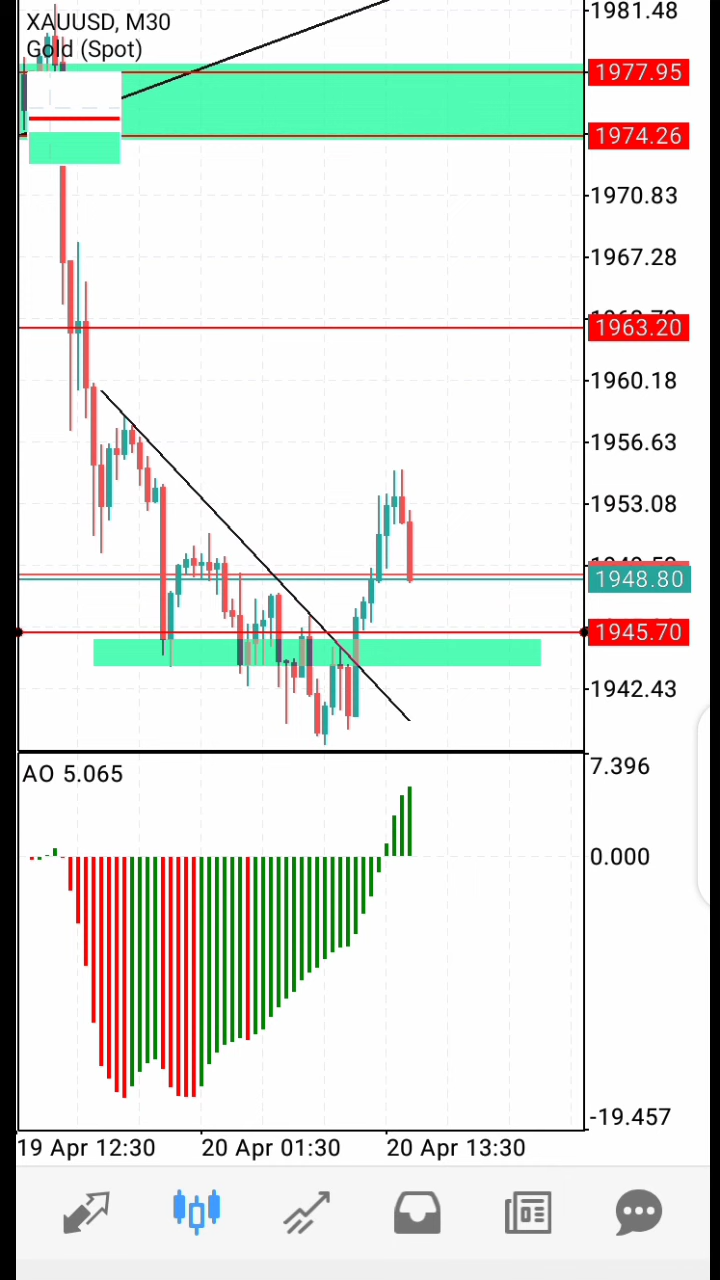 XAUUSD, M30
Gold (Spot)
1981.48
1977.95
1974.26
1970.83
1967.28
1963.20
1960.18
1956.63
1953.08
1948.80
1945.70
1942.43
AO 5.065
7.396
0.000
-19.457
19 Apr 12:30
20 Apr 01:30
20 Apr 13:30